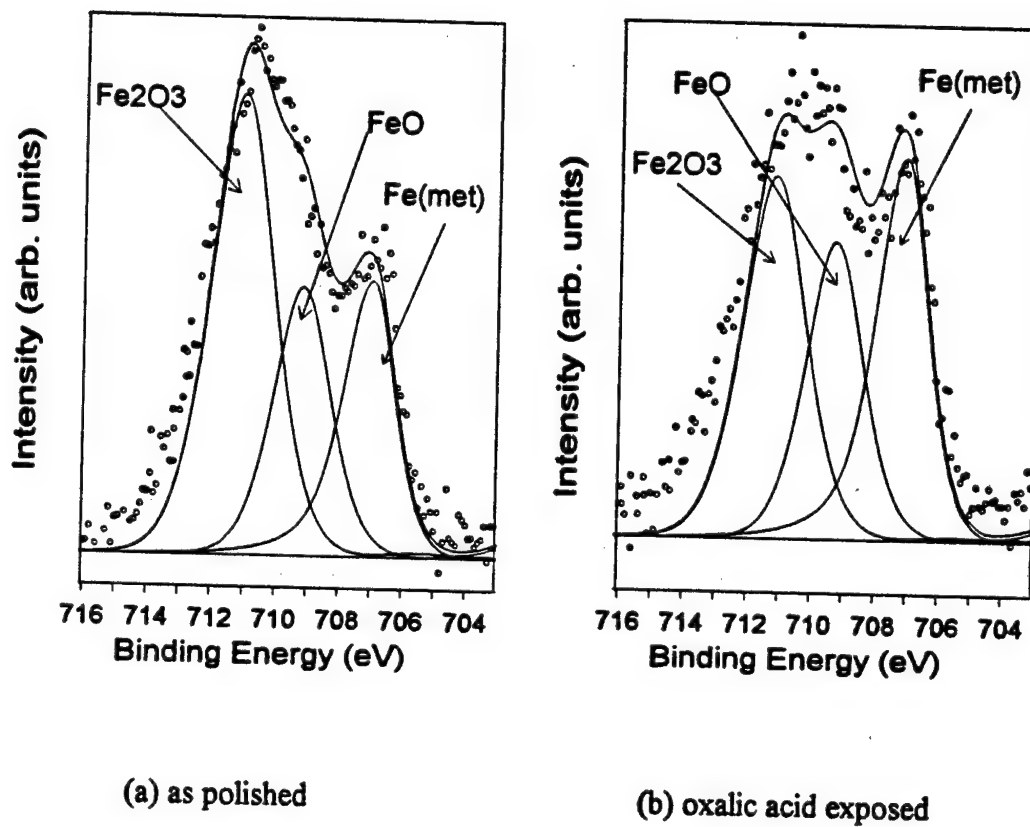 Fe2O3
FeO
Fe(met)
Intensity (arb. units)
716 714 712 710 708 706
Binding Energy (eV)
(a) as polished
FeO
Fe(met)
Fe2O3
Intensity (arb. units)
716 714 712 710 708 706 704
Binding Energy (eV)
(b) oxalic acid exposed